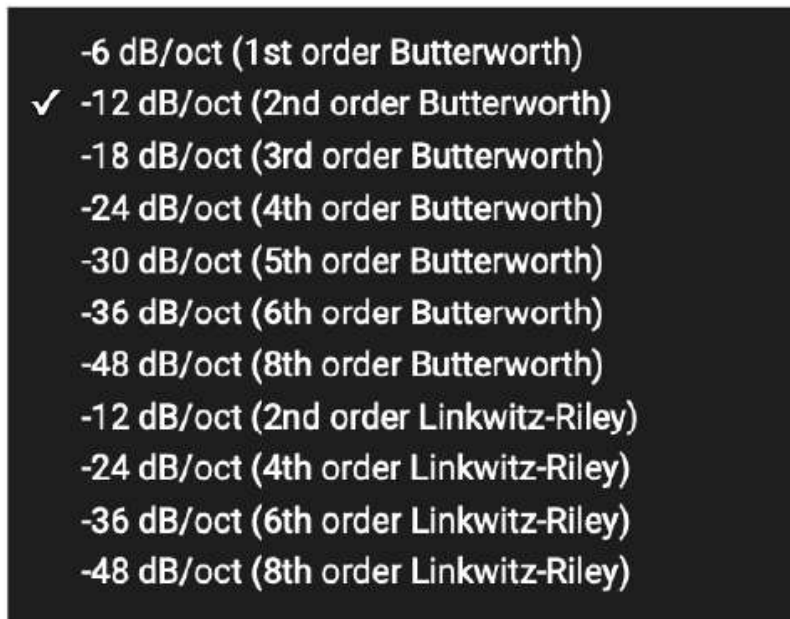 -6 dB/oct (1st order Butterworth)
✓ -12 dB/oct (2nd order Butterworth)
-18 dB/oct (3rd order Butterworth)
-24 dB/oct (4th order Butterworth)
-30 dB/oct (5th order Butterworth)
-36 dB/oct (6th order Butterworth)
-48 dB/oct (8th order Butterworth)
-12 dB/oct (2nd order Linkwitz-Riley)
-24 dB/oct (4th order Linkwitz-Riley)
-36 dB/oct (6th order Linkwitz-Riley)
-48 dB/oct (8th order Linkwitz-Riley)